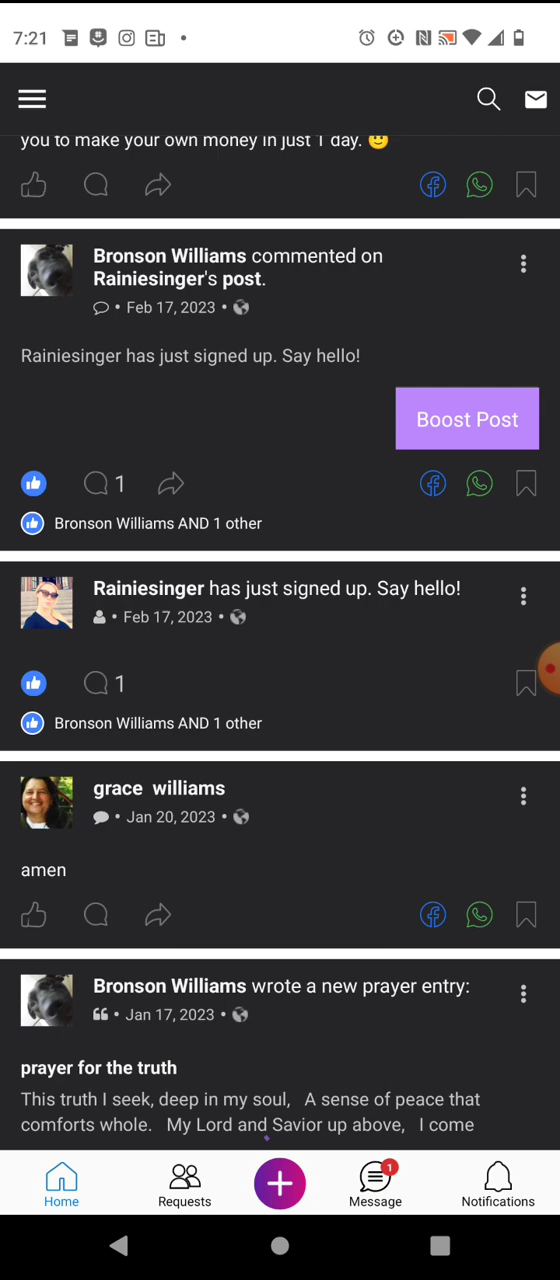 7:21
you to make your own money in just 1 day. 🙂
Bronson Williams commented on
Rainiesinger's post.
• Feb 17, 2023 •
Rainiesinger has just signed up. Say hello!
Boost Post
1
Bronson Williams AND 1 other
Rainiesinger has just signed up. Say hello!
• Feb 17, 2023 •
1
Bronson Williams AND 1 other
grace williams
• Jan 20, 2023 •
amen
Bronson Williams wrote a new prayer entry:
• Jan 17, 2023 •
prayer for the truth
This truth I seek, deep in my soul, A sense of peace that
comforts whole. My Lord and Savior up above, I come
1
Home Requests Message Notifications